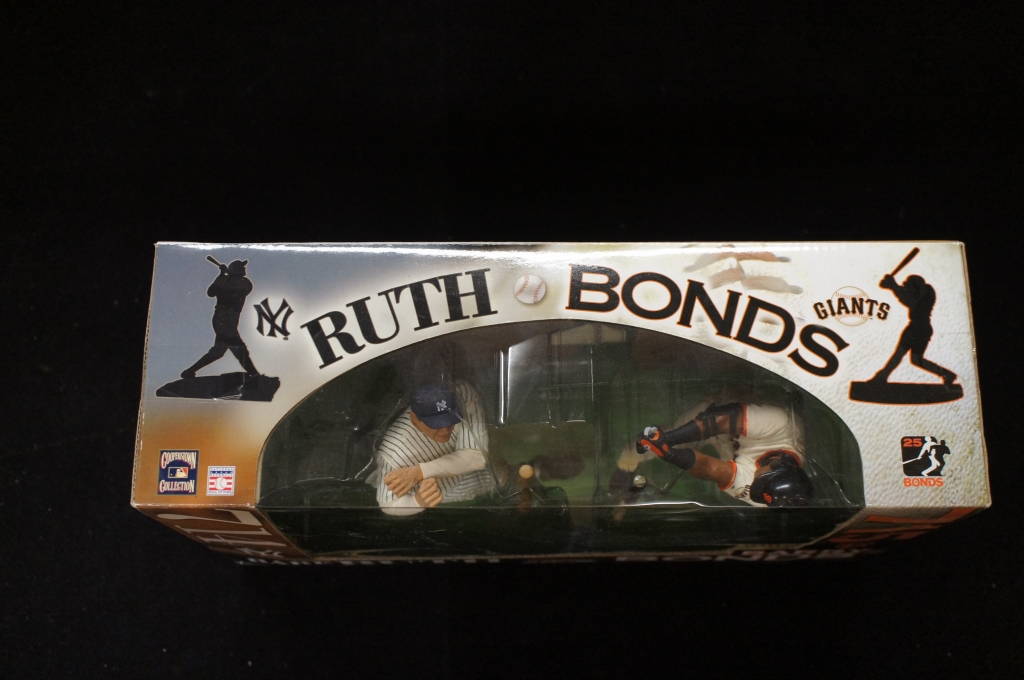 RUTH BONDS
NY
GIANTS
COOPERSTOWN
COLLECTION
25
BONDS